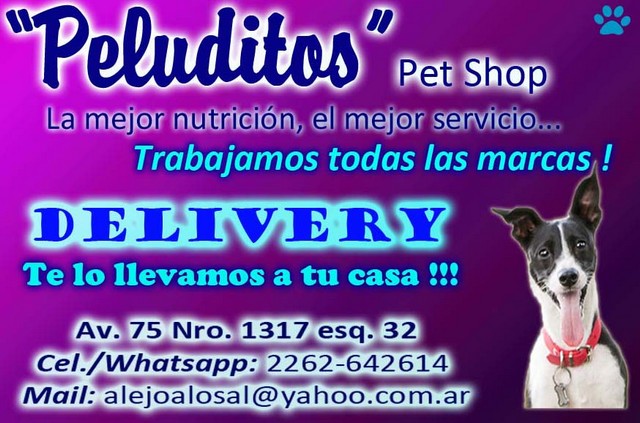 "Peluditos" Pet Shop
La mejor nutrición, el mejor servicio...
Trabajamos todas las marcas !
DELIVERY
Te lo llevamos a tu casa !!!
Av. 75 Nro. 1317 esq. 32
Cel./Whatsapp: 2262-642614
Mail: alejoalosal@yahoo.com.ar